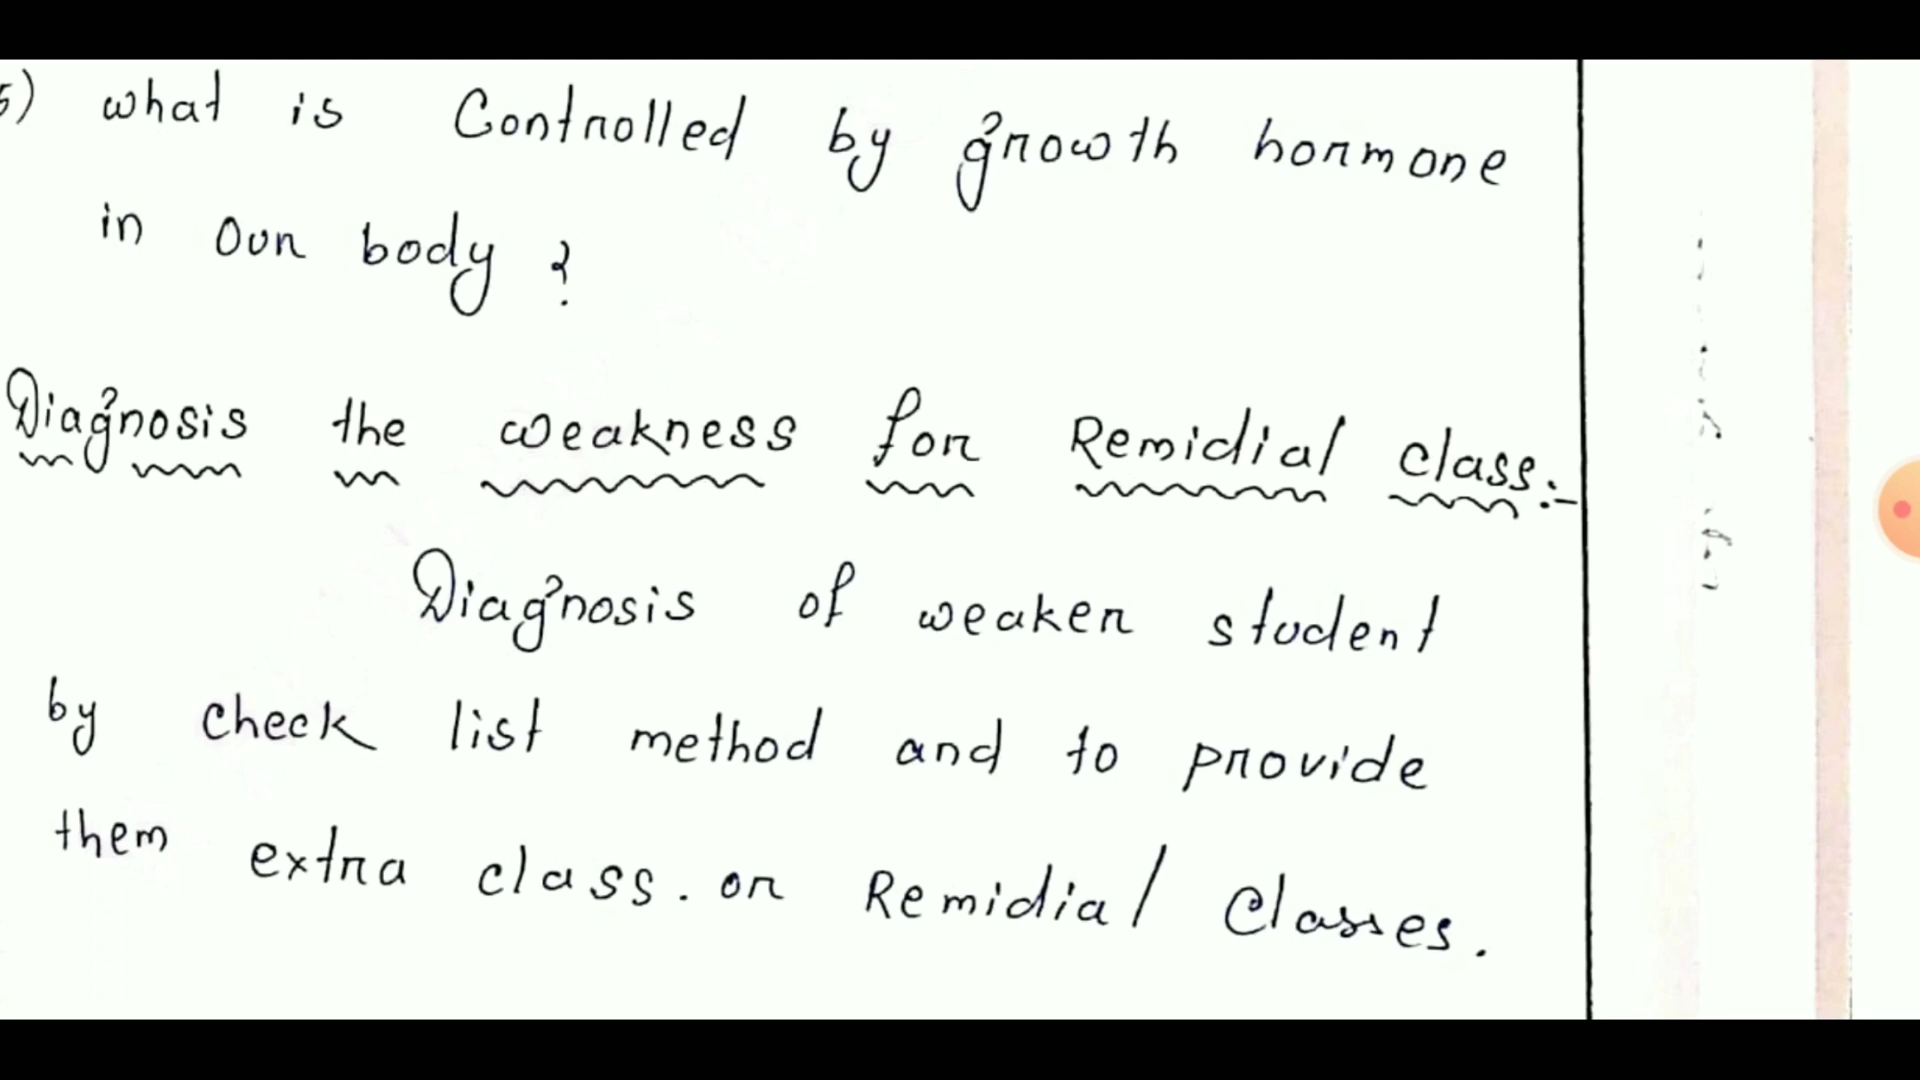 5) what is Controlled by growth hormone
in our body ?
Diagnosis the weakness for Remidial class:-
Diagnosis of weaker student
by check list method and to provide
them extra class. or Remidial Classes.